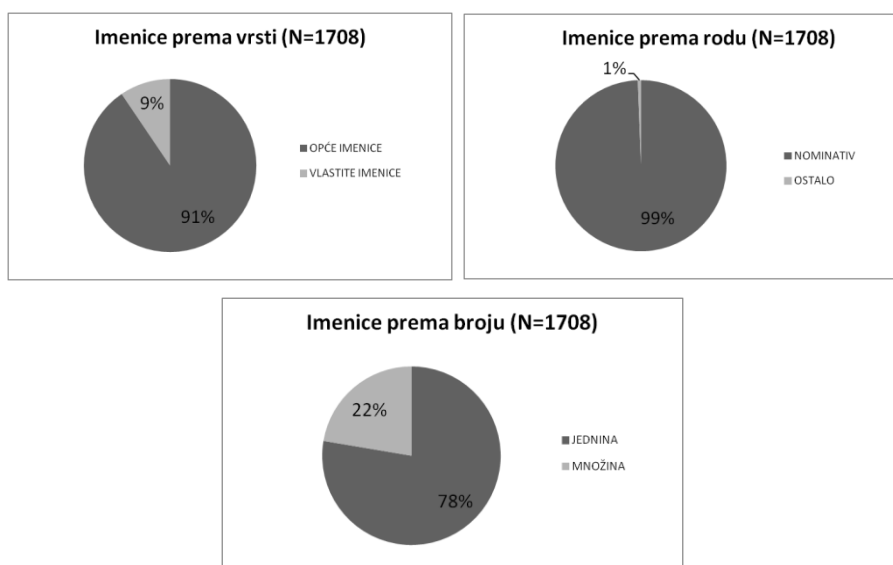 Imenice prema vrsti (N=1708)
9%
91%
OPĆE IMENICE
VLASTITE IMENICE
Imenice prema rodu (N=1708)
1%
99%
NOMINATIV
OSTALO
Imenice prema broju (N=1708)
22%
78%
JEDNINA
MNOŽINA